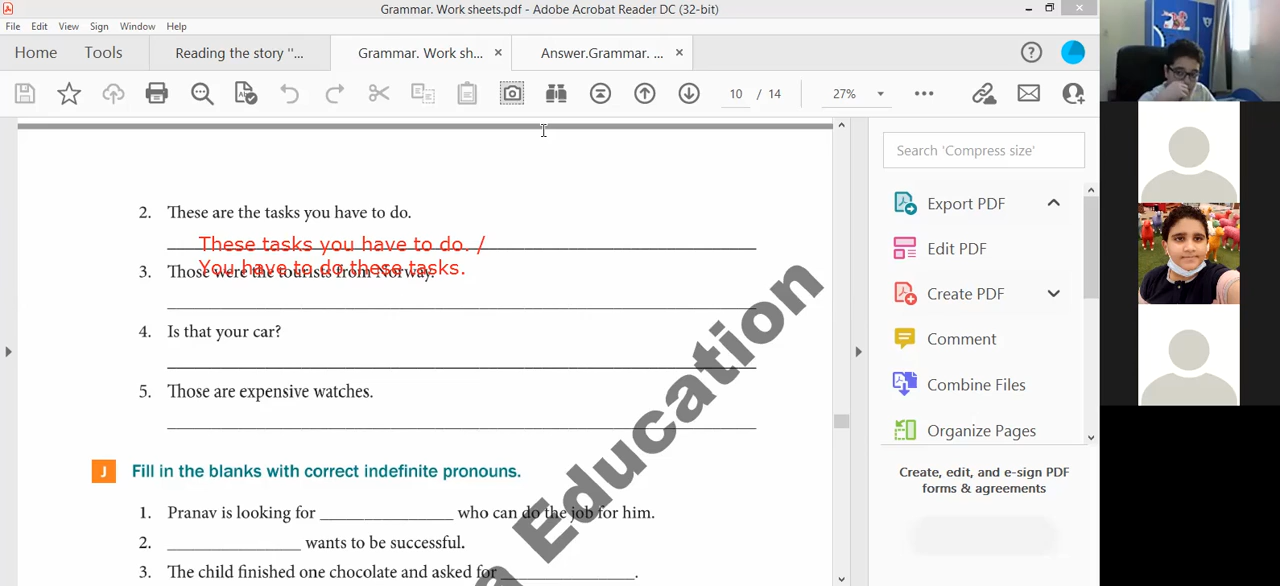 Grammar. Work sheets.pdf - Adobe Acrobat Reader DC (32-bit)
File Edit View Sign Window Help
Home Tools Reading the story "... Grammar. Work sh... × Answer.Grammar. ... ×
10 / 14 27%
Search 'Compress size'
Export PDF
Edit PDF
Create PDF
Comment
Combine Files
Organize Pages
Create, edit, and e-sign PDF
forms & agreements
2. These are the tasks you have to do.
These tasks you have to do. /
You have to do these tasks.
3. Those were the tourists from Norway.
4. Is that your car?
5. Those are expensive watches.
J Fill in the blanks with correct indefinite pronouns.
1. Pranav is looking for _______________ who can do the job for him.
2. _______________ wants to be successful.
3. The child finished one chocolate and asked for _______________.
a Education